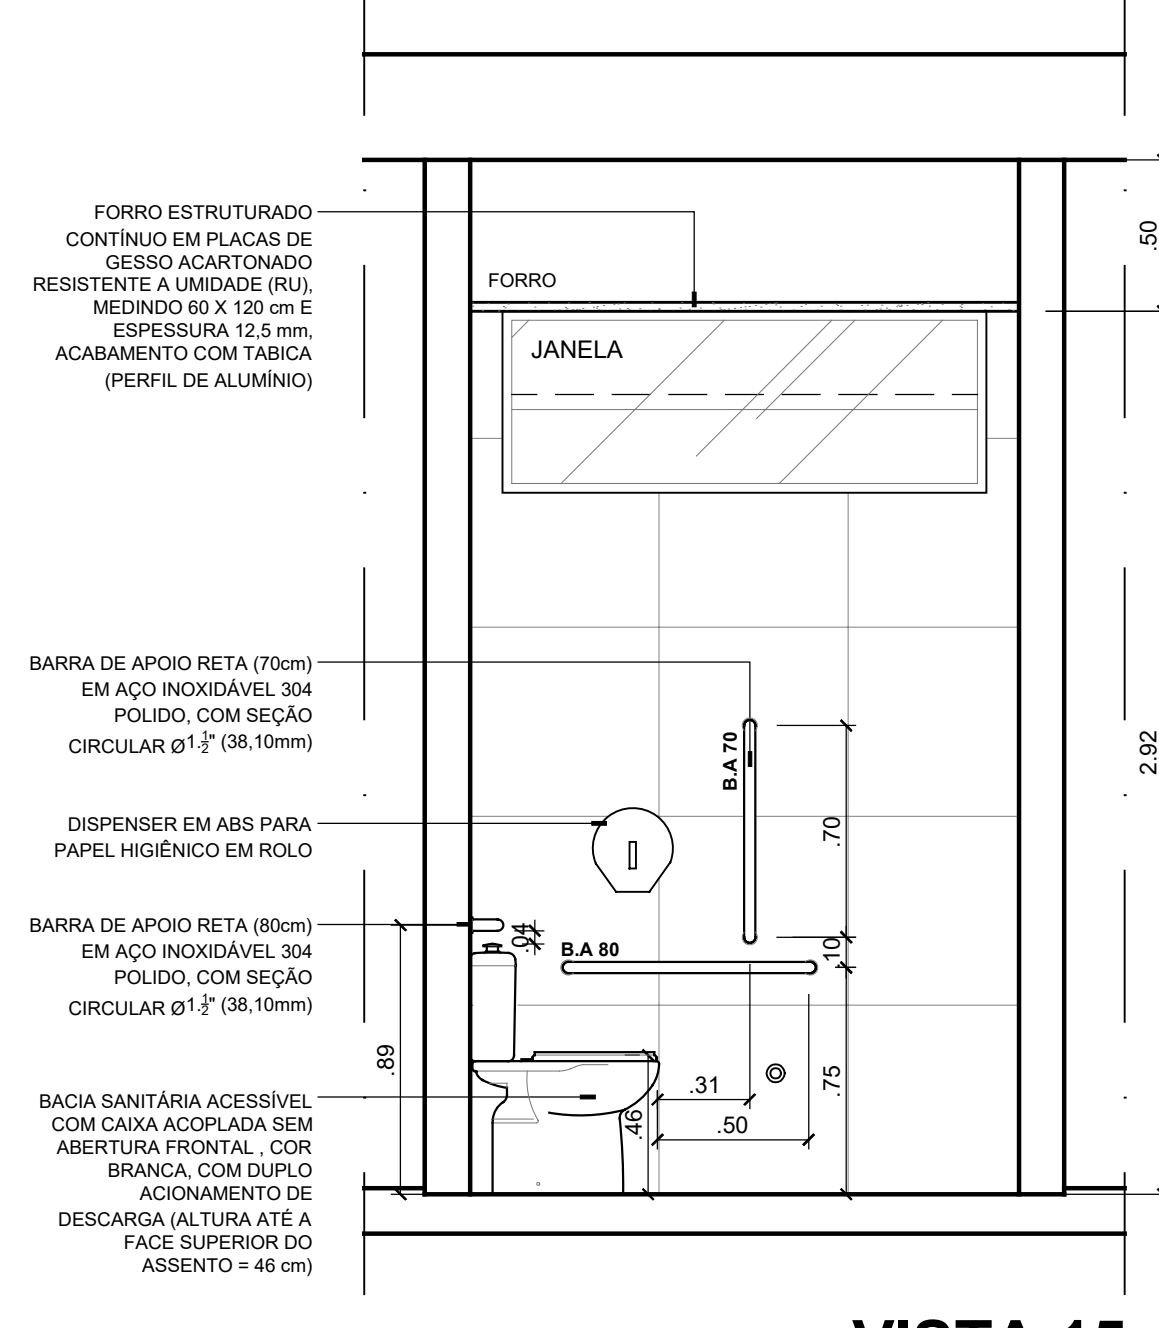 FORRO ESTRUTURADO
CONTÍNUO EM PLACAS DE
GESSO ACARTONADO
RESISTENTE A UMIDADE (RU),
MEDINDO 60 X 120 cm E
ESPESSURA 12,5 mm,
ACABAMENTO COM TABICA
(PERFIL DE ALUMÍNIO)
FORRO
JANELA
.50
2.92
BARRA DE APOIO RETA (70cm)
EM AÇO INOXIDÁVEL 304
POLIDO, COM SEÇÃO
CIRCULAR Ø1.½" (38,10mm)
B.A 70
.70
DISPENSER EM ABS PARA
PAPEL HIGIÊNICO EM ROLO
BARRA DE APOIO RETA (80cm)
EM AÇO INOXIDÁVEL 304
POLIDO, COM SEÇÃO
CIRCULAR Ø1.½" (38,10mm)
.04
B.A 80
.10
.89
.46
.31
.50
.75
BACIA SANITÁRIA ACESSÍVEL
COM CAIXA ACOPLADA SEM
ABERTURA FRONTAL , COR
BRANCA, COM DUPLO
ACIONAMENTO DE
DESCARGA (ALTURA ATÉ A
FACE SUPERIOR DO
ASSENTO = 46 cm)
VISTA 15